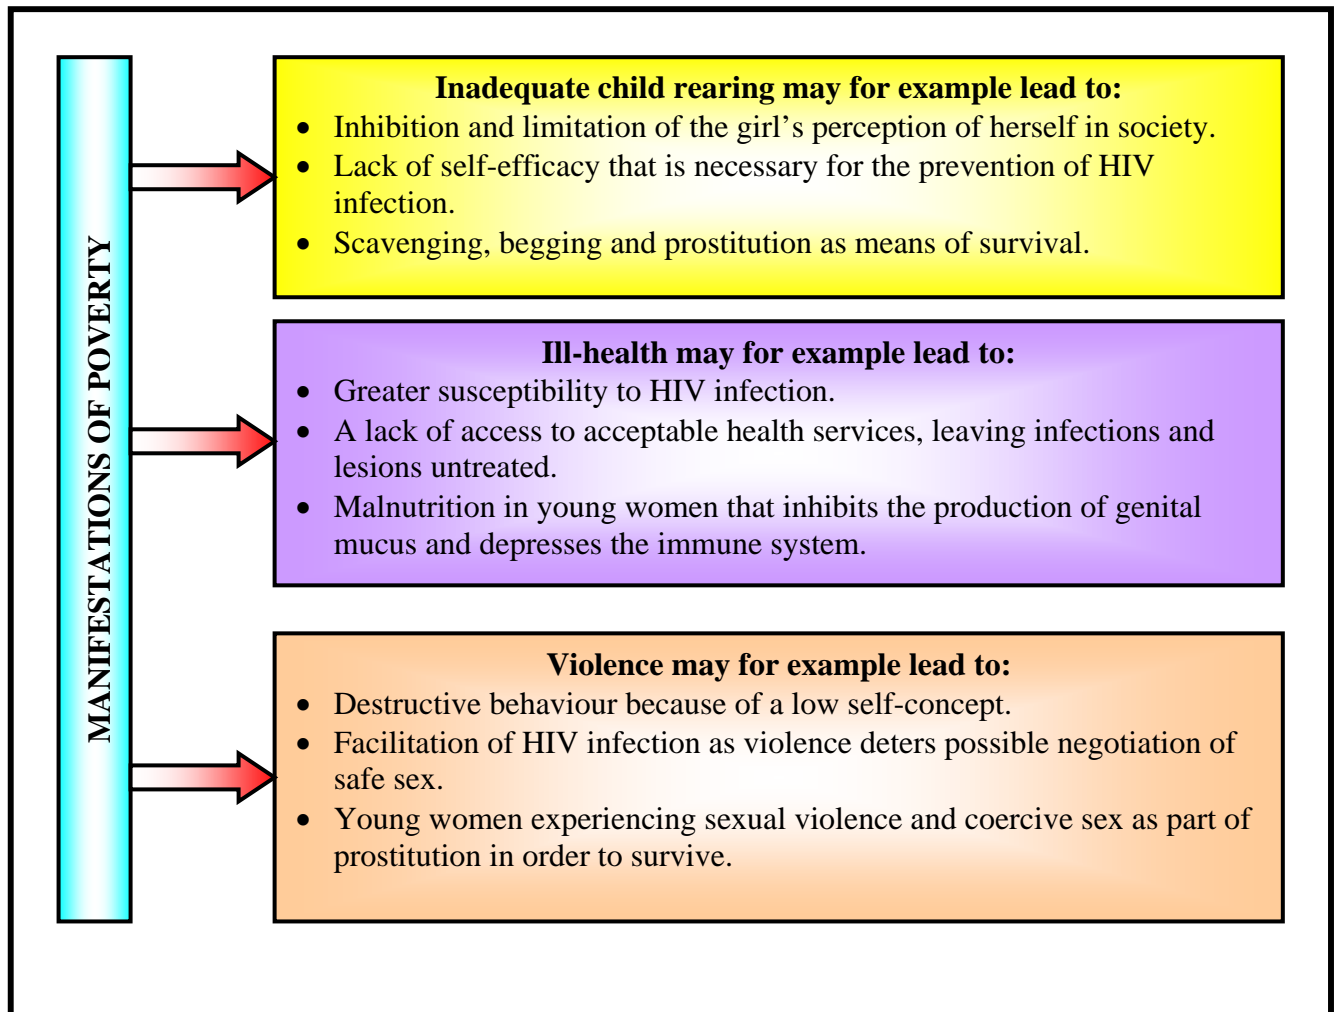 MANIFESTATIONS OF POVERTY
Inadequate child rearing may for example lead to:
• Inhibition and limitation of the girl’s perception of herself in society.
• Lack of self-efficacy that is necessary for the prevention of HIV
infection.
• Scavenging, begging and prostitution as means of survival.
Ill-health may for example lead to:
• Greater susceptibility to HIV infection.
• A lack of access to acceptable health services, leaving infections and
lesions untreated.
• Malnutrition in young women that inhibits the production of genital
mucus and depresses the immune system.
Violence may for example lead to:
• Destructive behaviour because of a low self-concept.
• Facilitation of HIV infection as violence deters possible negotiation of
safe sex.
• Young women experiencing sexual violence and coercive sex as part of
prostitution in order to survive.